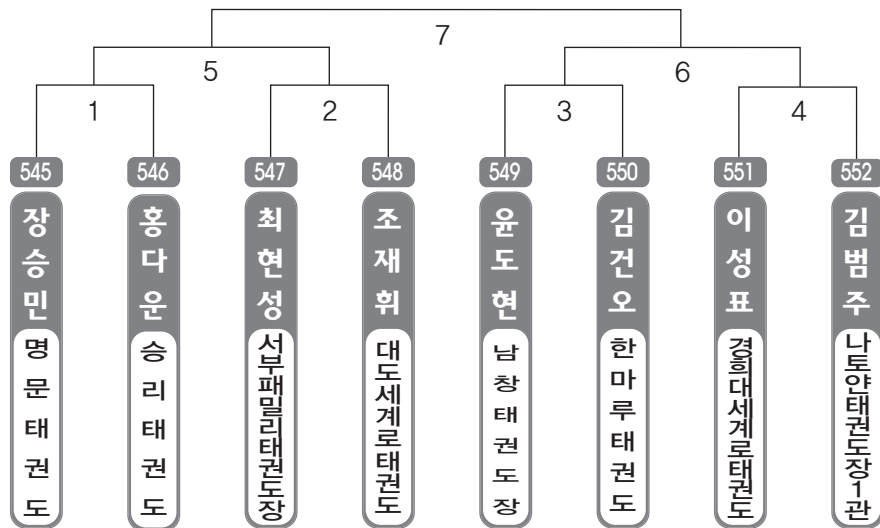 7
5
6
1
2
3
4
545
546
547
548
549
550
551
552
장승민
홍다운
최현성
조재휘
윤도현
김건오
이성표
김범주
명문태권도
승리태권도
서부패밀리태권도장
대도세계로태권도
남창태권도장
한마루태권도
경희대세계로태권도
나토얀태권도장1관